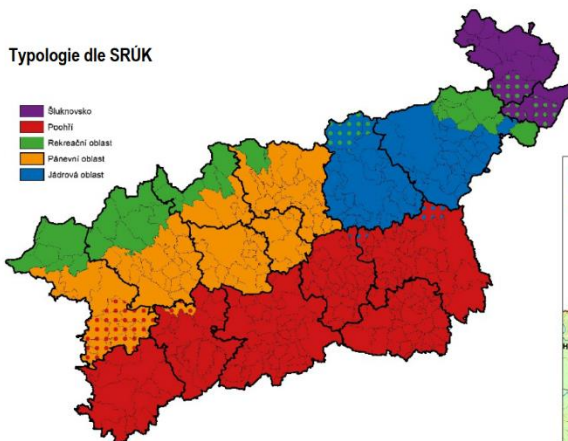 Typologie dle SRÚK
Šluknovsko
Poohří
Rekreační oblast
Pánevní oblast
Jádrová oblast
H